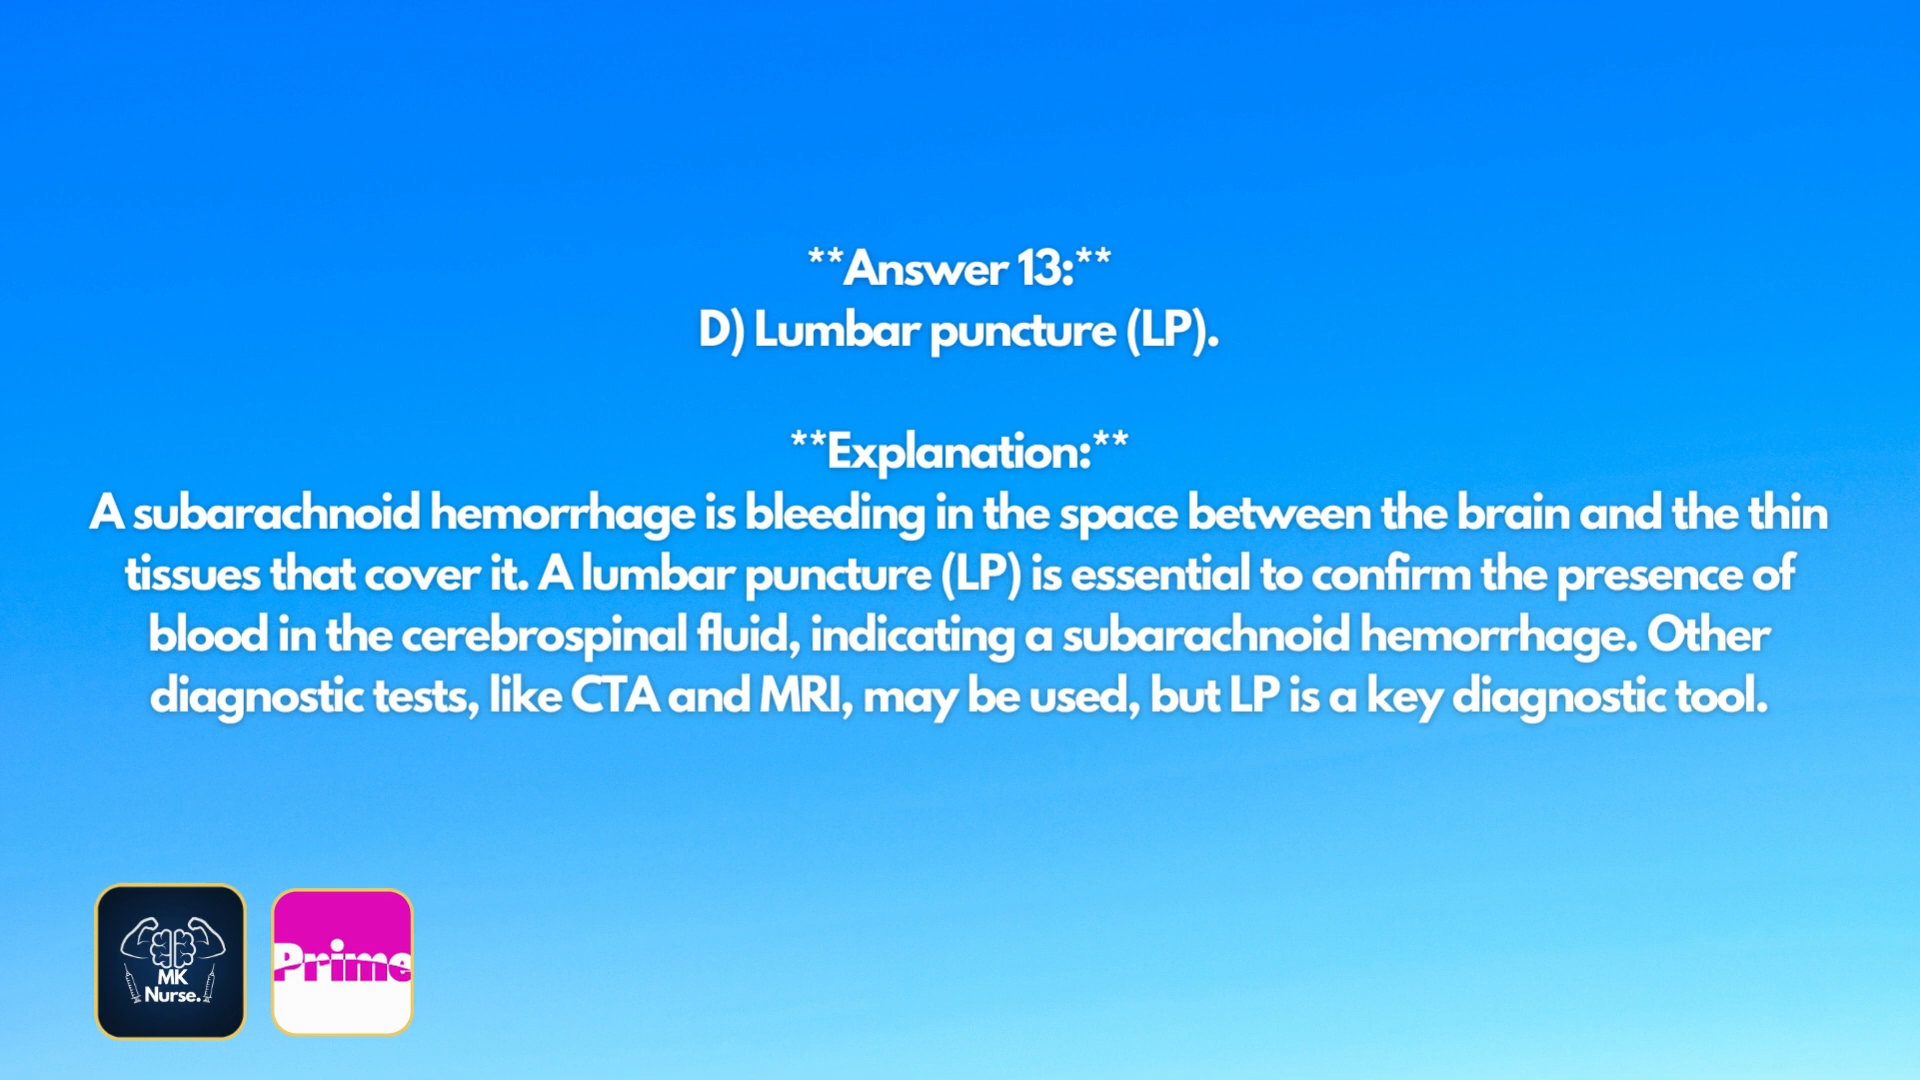 **Answer 13:**
D) Lumbar puncture (LP).
**Explanation:**
A subarachnoid hemorrhage is bleeding in the space between the brain and the thin
tissues that cover it. A lumbar puncture (LP) is essential to confirm the presence of
blood in the cerebrospinal fluid, indicating a subarachnoid hemorrhage. Other
diagnostic tests, like CTA and MRI, may be used, but LP is a key diagnostic tool.
MK
Nurse.
Prime